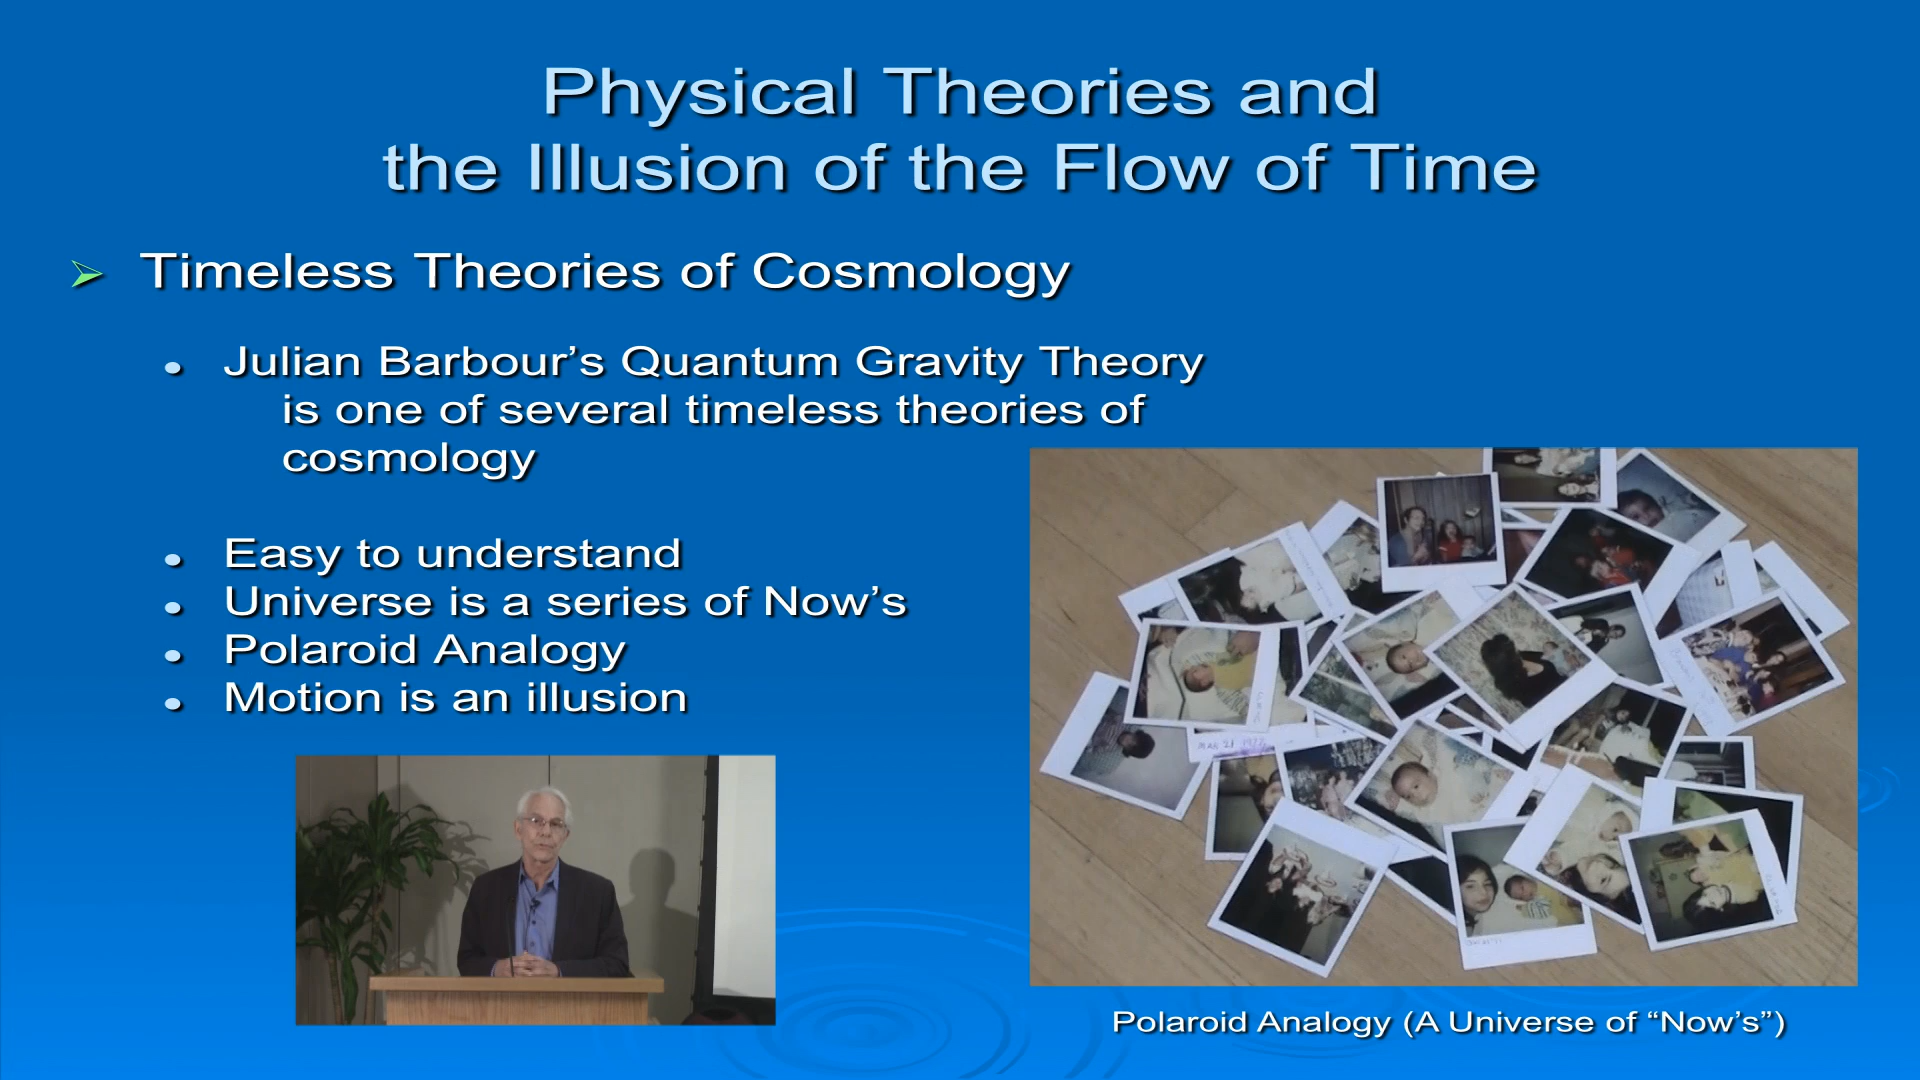 Physical Theories and
the Illusion of the Flow of Time
Timeless Theories of Cosmology
Julian Barbour’s Quantum Gravity Theory
is one of several timeless theories of
cosmology
Easy to understand
Universe is a series of Now’s
Polaroid Analogy
Motion is an illusion
Polaroid Analogy (A Universe of “Now’s”)